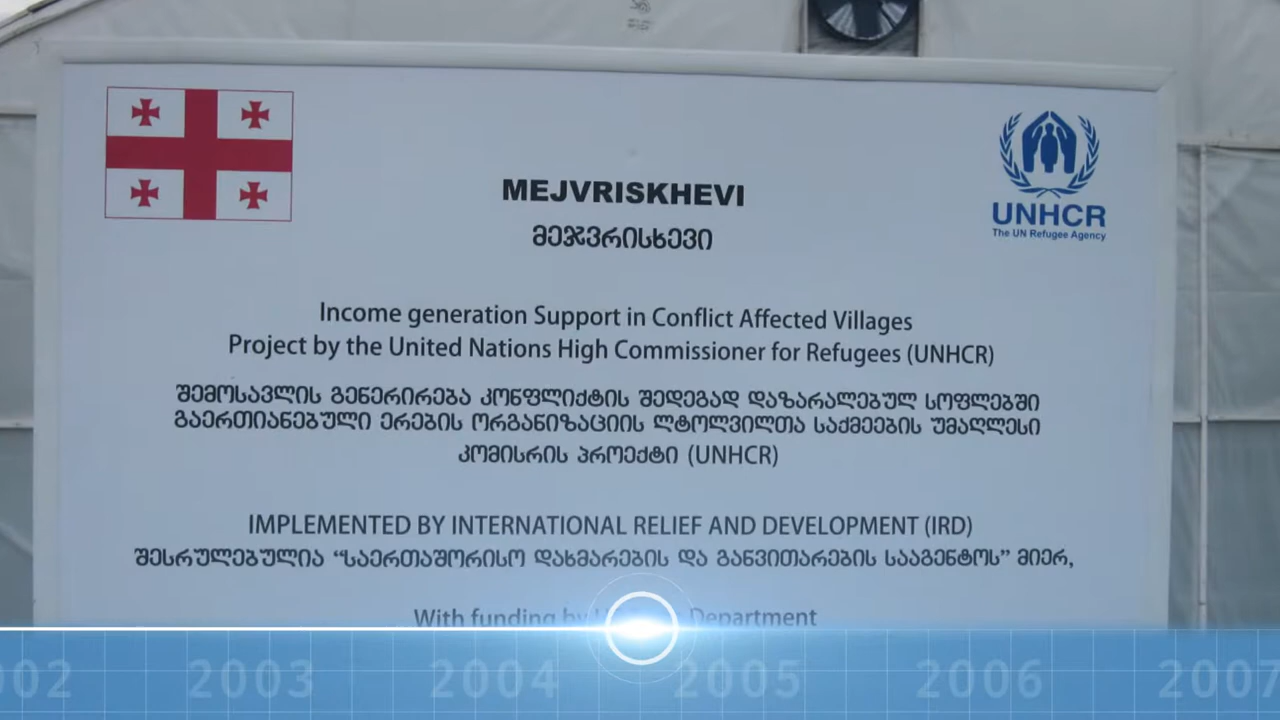 MEJVRISKHEVI
მეჯვრისხევი
UNHCR
The UN Refugee Agency
Income generation Support in Conflict Affected Villages
Project by the United Nations High Commissioner for Refugees (UNHCR)
შემოსავლის გენერირება კონფლიქტის შედეგად დაზარალებულ სოფლებში
გაერთიანებული ერების ორგანიზაციის ლტოლვილთა საქმეების უმაღლესი
კომისრის პროექტი (UNHCR)
IMPLEMENTED BY INTERNATIONAL RELIEF AND DEVELOPMENT (IRD)
შესრულებულია “საერთაშორისო დახმარების და განვითარების სააგენტოს” მიერ,
With funding by Department
2003 2004 2005 2006 2007